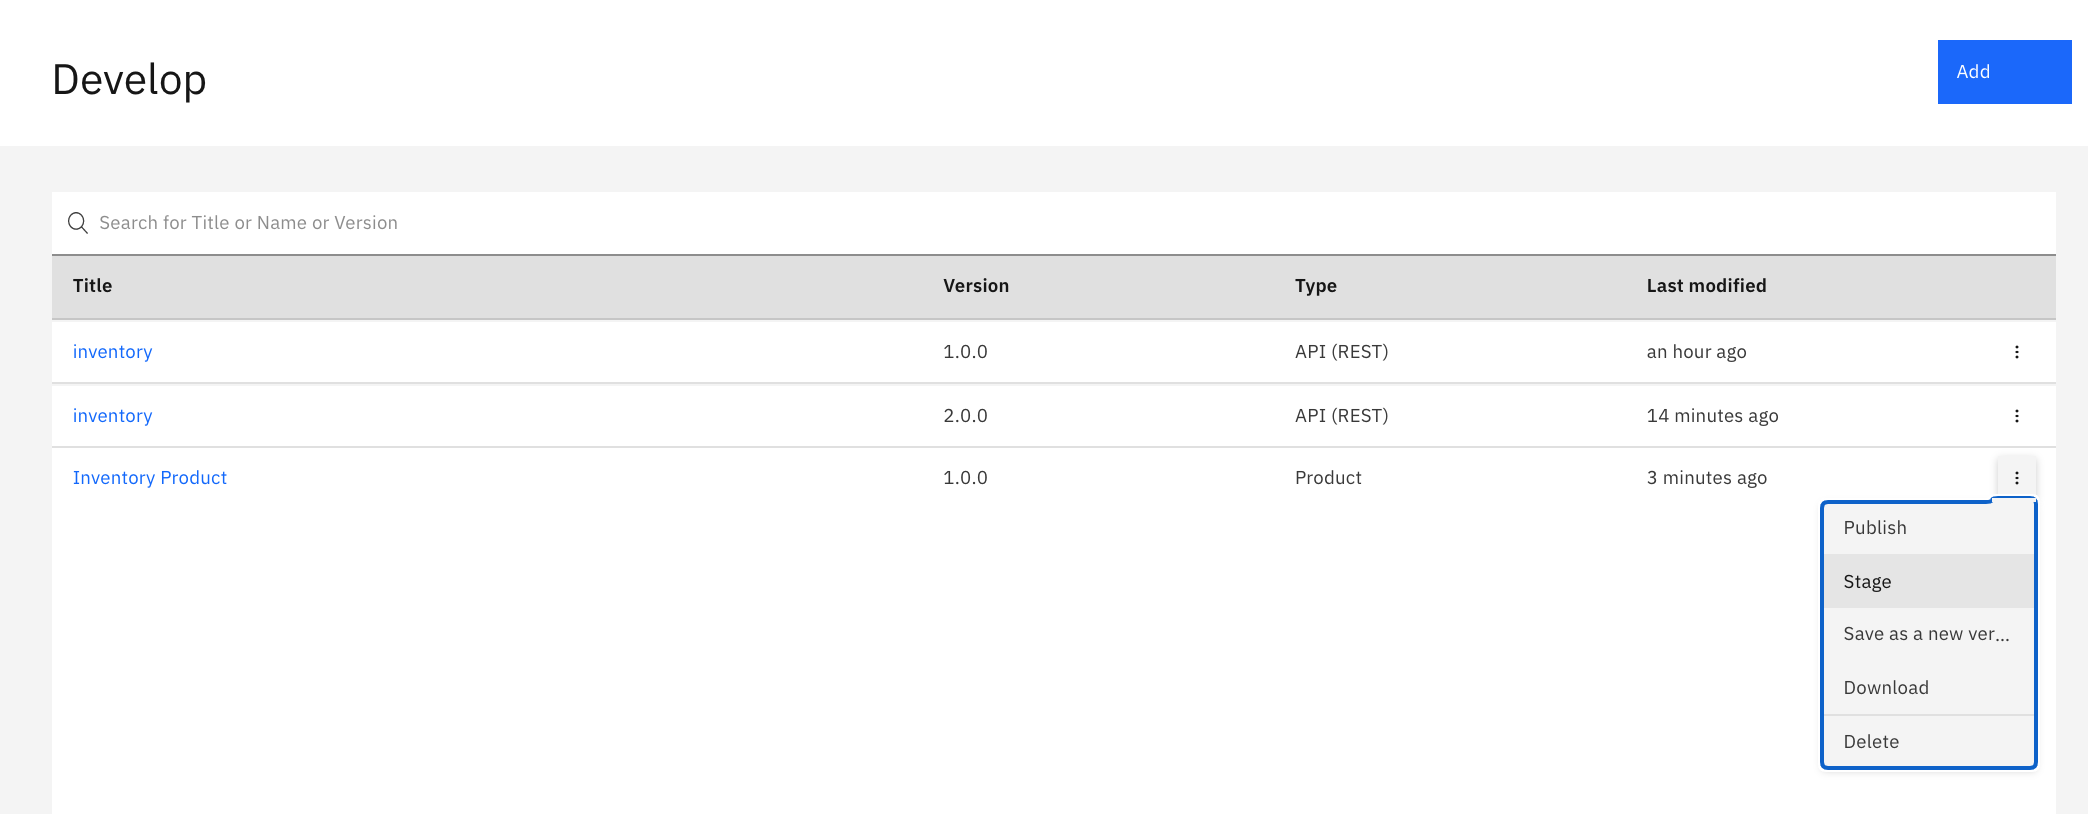 Develop
Add
Search for Title or Name or Version
Title Version Type Last modified
inventory 1.0.0 API (REST) an hour ago
inventory 2.0.0 API (REST) 14 minutes ago
Inventory Product 1.0.0 Product 3 minutes ago
Publish
Stage
Save as a new ver...
Download
Delete